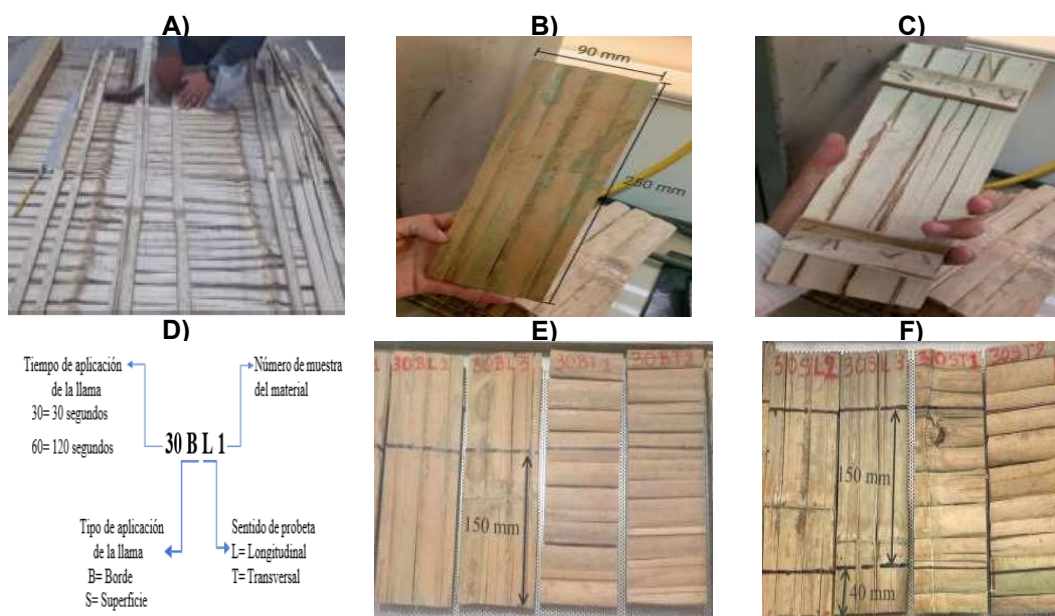 A)
B)
C)
90 mm
250 mm
D)
E)
F)
Tiempo de aplicación
de la llama
30= 30 segundos
60= 120 segundos
Número de muestra
del material
30 B L 1
Tipo de aplicación
de la llama
B= Borde
S= Superficie
Sentido de probeta
L= Longitudinal
T= Transversal
30BL3
30BT1
30BT2
150 mm
30SL2
30SL3
30ST1
30ST2
150 mm
40 mm